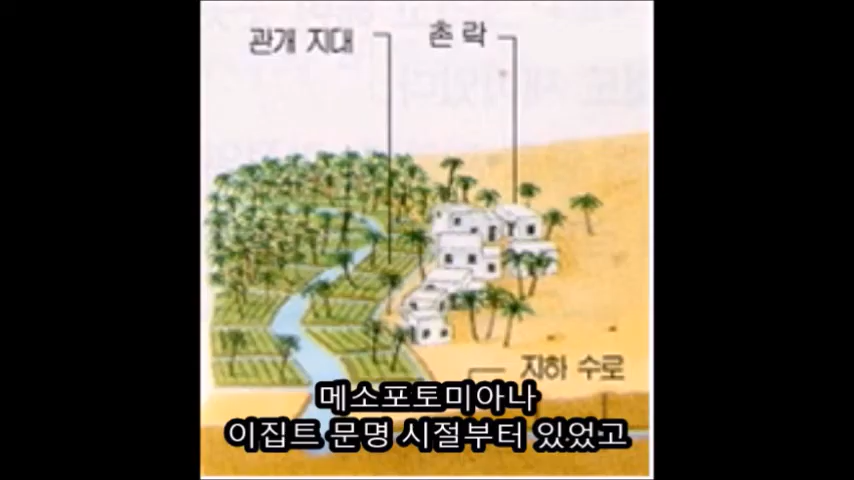 관개 지대
촌 락
지하 수로
메소포토미아나
이집트 문명 시절부터 있었고